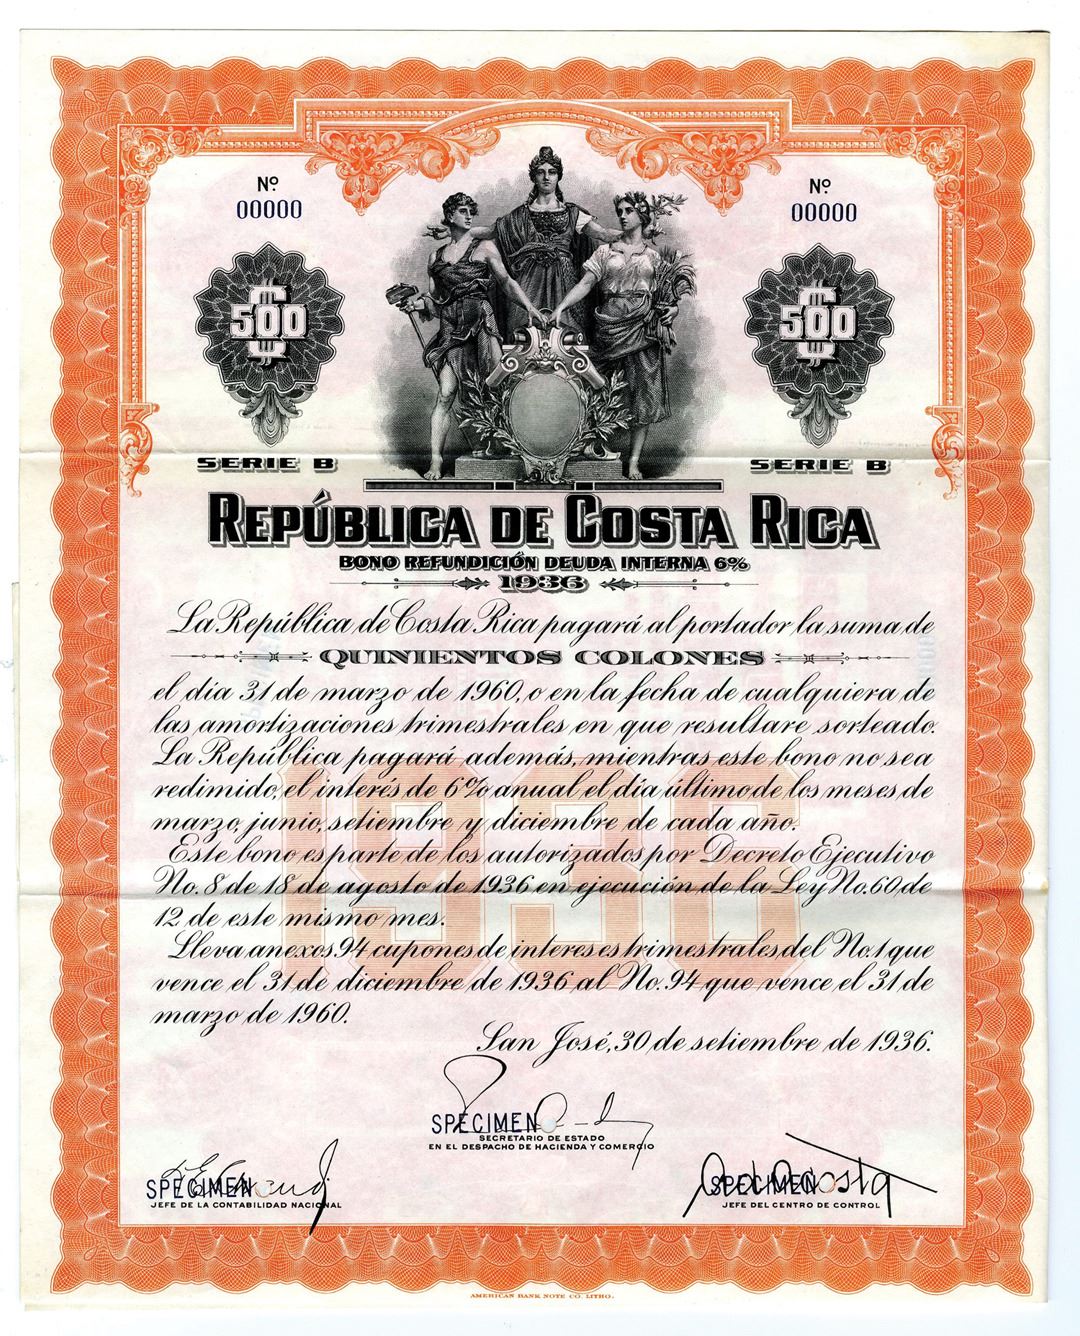 Nº 00000
Nº 00000
500
500
SERIE B
SERIE B
REPÚBLICA DE COSTA RICA
BONO REFUNDICIÓN DEUDA INTERNA 6%
1936
La República de Costa Rica pagará al portador la suma de
QUINIENTOS COLONES
el día 31 de marzo de 1960, o en la fecha de cualquiera de
las amortizaciones trimestrales en que resultare sorteado.
La República pagará además, mientras este bono no sea
redimido, el interés de 6% anual el día último de los meses de
marzo, junio, setiembre y diciembre de cada año.
Este bono es parte de los autorizados por Decreto Ejecutivo
No. 8 de 18 de agosto de 1936 en ejecución de la Ley No. 60 de
12 de este mismo mes.
Lleva anexos 94 cupones de intereses trimestrales del No. 1 que
vence el 31 de diciembre de 1936 al No. 94 que vence el 31 de
marzo de 1960.
1936
San José, 30 de setiembre de 1936.
SPECIMEN
SECRETARIO DE ESTADO
EN EL DESPACHO DE HACIENDA Y COMERCIO
SPECIMEN
JEFE DE LA CONTABILIDAD NACIONAL
SPECIMEN
JEFE DEL CENTRO DE CONTROL
AMERICAN BANK NOTE CO. LITHO.